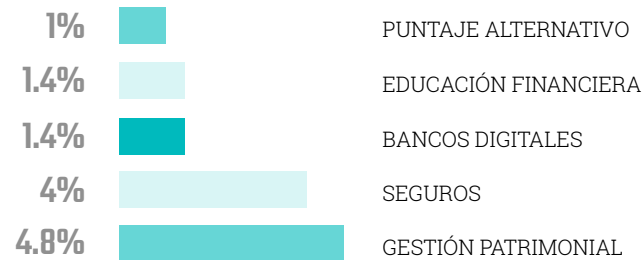 1% PUNTAJE ALTERNATIVO
1.4% EDUCACIÓN FINANCIERA
1.4% BANCOS DIGITALES
4% SEGUROS
4.8% GESTIÓN PATRIMONIAL